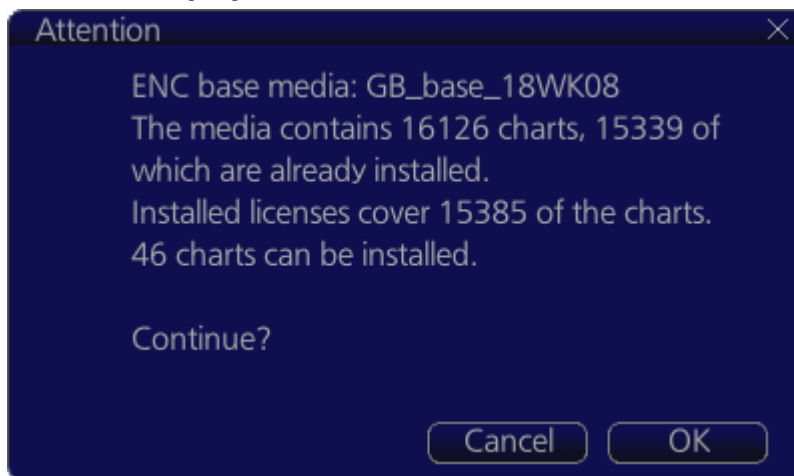 Attention
ENC base media: GB_base_18WK08
The media contains 16126 charts, 15339 of
which are already installed.
Installed licenses cover 15385 of the charts.
46 charts can be installed.
Continue?
Cancel OK